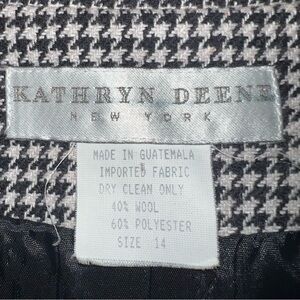 KATHRYN DEENE
NEW YORK
MADE IN GUATEMALA
IMPORTED FABRIC
DRY CLEAN ONLY
40% WOOL
60% POLYESTER
SIZE 14